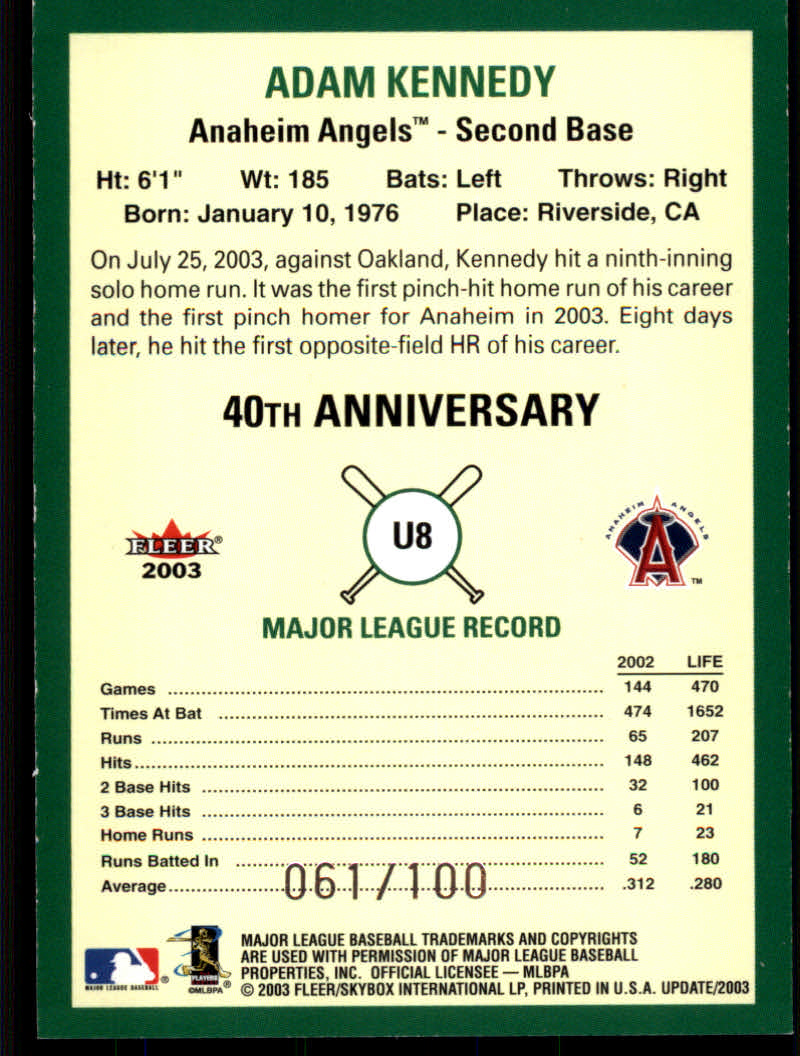 ADAM KENNEDY
Anaheim Angels™ - Second Base
Ht: 6'1" Wt: 185 Bats: Left Throws: Right
Born: January 10, 1976 Place: Riverside, CA
On July 25, 2003, against Oakland, Kennedy hit a ninth-inning
solo home run. It was the first pinch-hit home run of his career
and the first pinch homer for Anaheim in 2003. Eight days
later, he hit the first opposite-field HR of his career.
40TH ANNIVERSARY
FLEER®
2003
U8
ANAHEIM ANGELS
A
™
MAJOR LEAGUE RECORD
2002 LIFE
Games 144 470
Times At Bat 474 1652
Runs 65 207
Hits 148 462
2 Base Hits 32 100
3 Base Hits 6 21
Home Runs 7 23
Runs Batted In 52 180
Average .312 .280
061/100
MAJOR LEAGUE BASEBALL
®
PLAYERS
®
©MLBPA
MAJOR LEAGUE BASEBALL TRADEMARKS AND COPYRIGHTS
ARE USED WITH PERMISSION OF MAJOR LEAGUE BASEBALL
PROPERTIES, INC. OFFICIAL LICENSEE — MLBPA
© 2003 FLEER/SKYBOX INTERNATIONAL LP, PRINTED IN U.S.A. UPDATE/2003